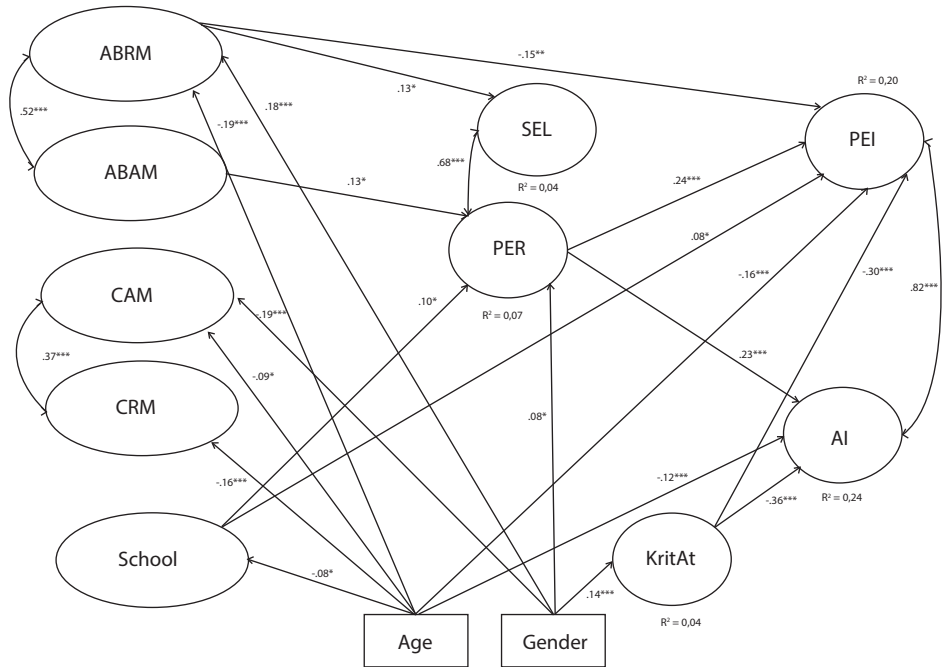 ABRM
-.15**
R² = 0,20
.13*
.18***
.52***
-.19***
SEL
PEI
.68***
ABAM
.13*
.24***
R² = 0,04
PER
.08*
-.16***
-.30***
CAM
.10*
.82***
-.19***
R² = 0,07
.37***
.23***
-.09*
CRM
.08*
AI
-.16***
-.12***
-.36***
R² = 0,24
School
KritAt
-.08*
.14***
R² = 0,04
Age
Gender